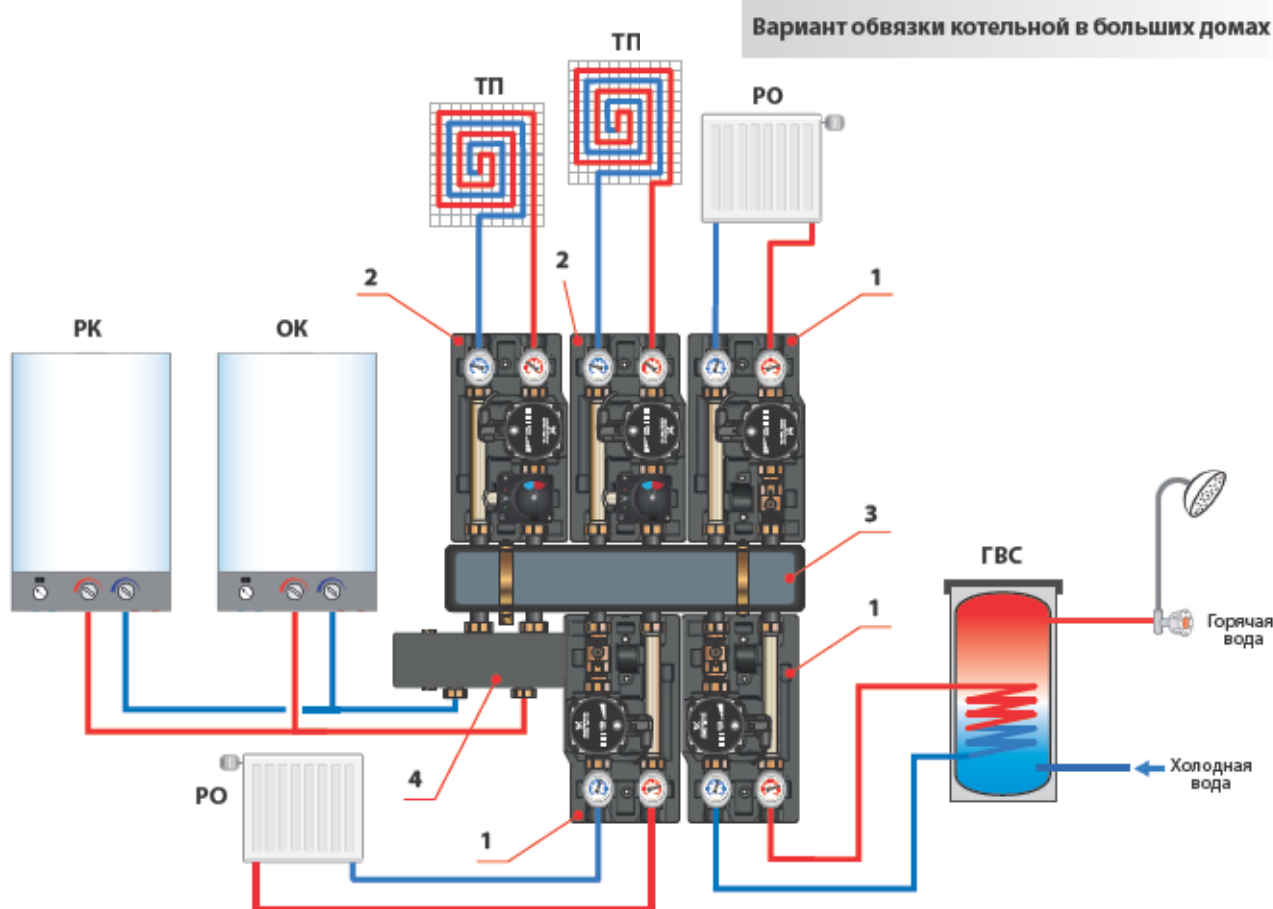 Вариант обвязки котельной в больших домах
ТП
ТП
РО
2
2
1
РК
ОК
3
ГВС
1
Горячая
вода
4
РО
1
Холодная
вода